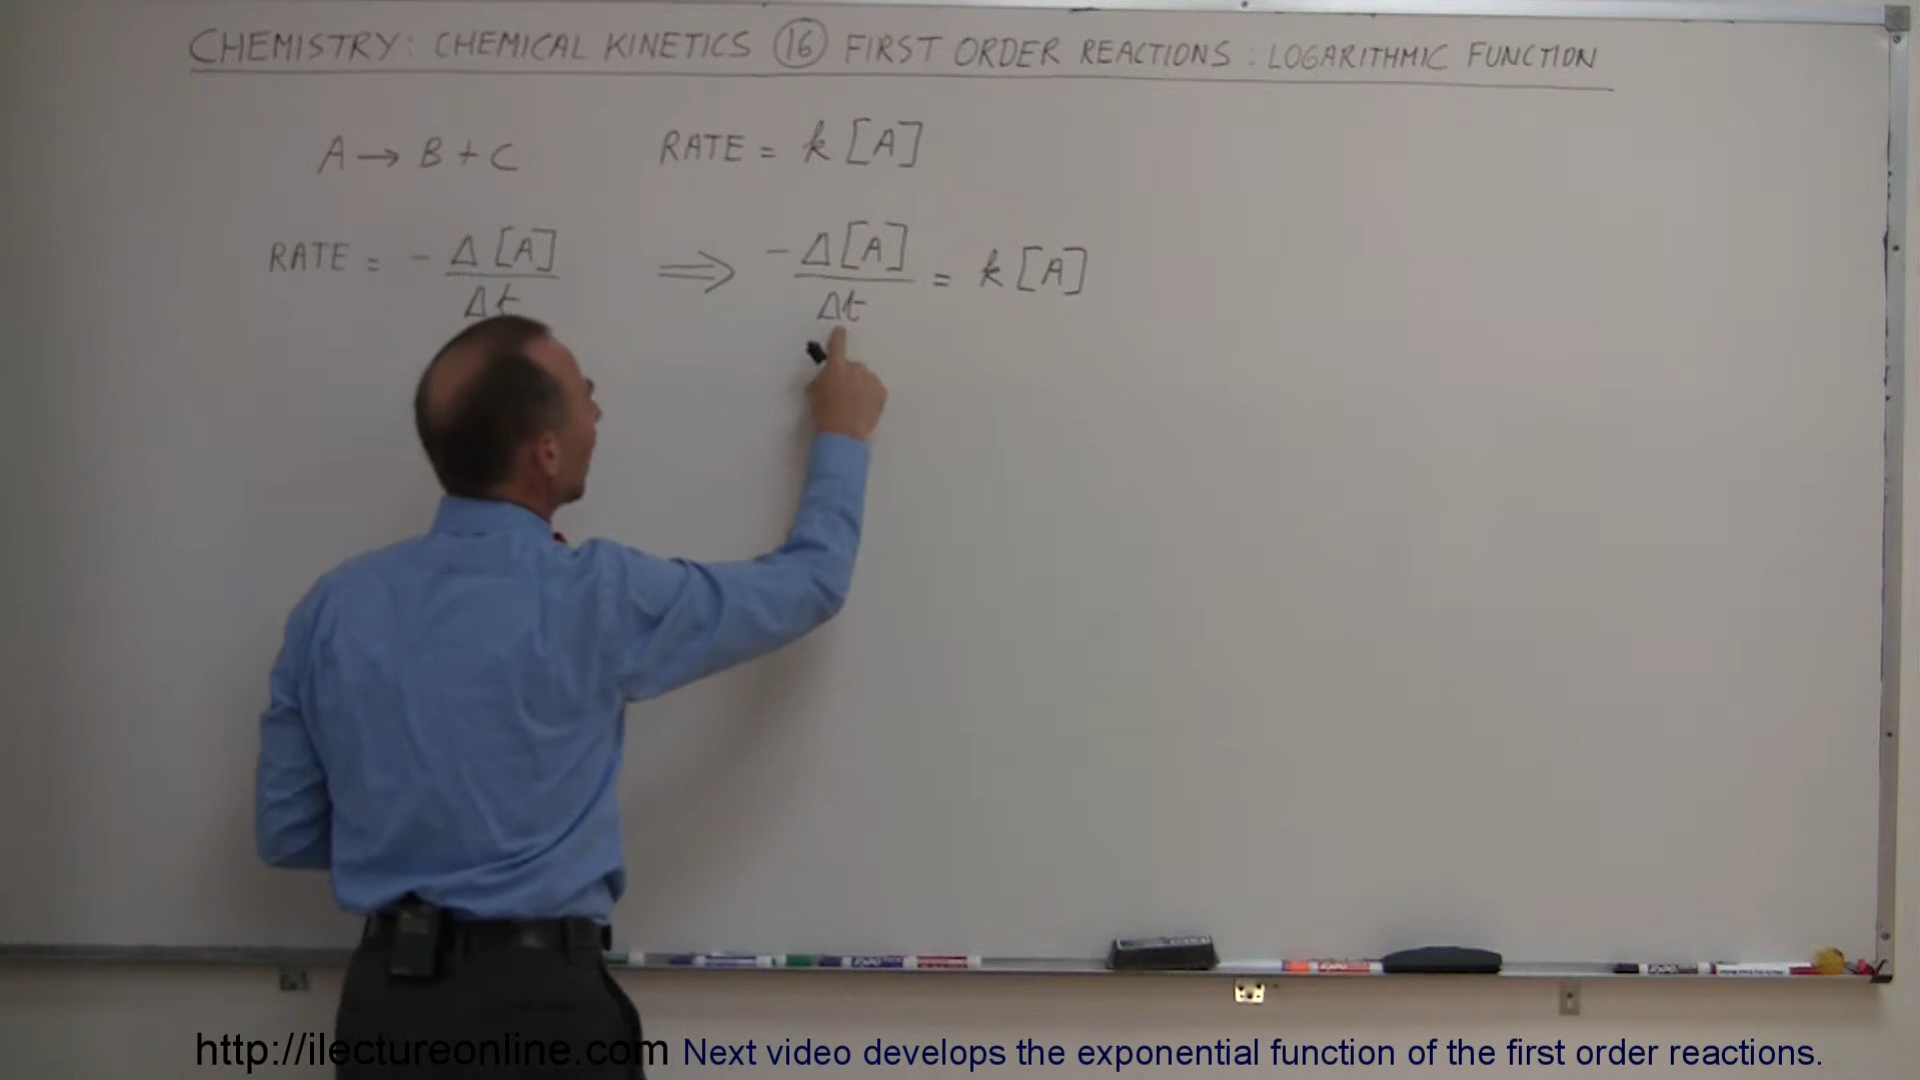 CHEMISTRY: CHEMICAL KINETICS 16 FIRST ORDER REACTIONS: LOGARITHMIC FUNCTION
A → B + C RATE = k [A]
RATE = - Δ [A] / Δt ⟹ - Δ [A] / Δt = k [A]
http://ilectureonline.com Next video develops the exponential function of the first order reactions.